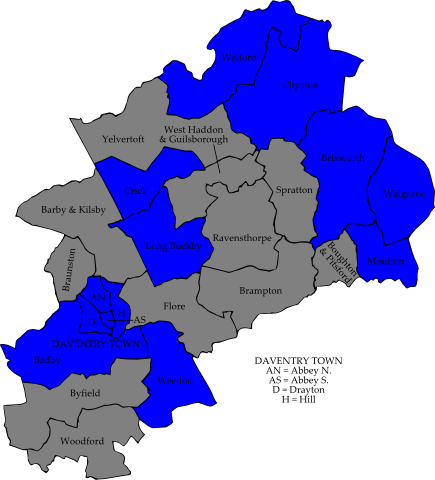 Welford
Clipston
Yelvertoft
West Haddon
& Guilsborough
Brixworth
Crick
Spratton
Walgrave
Barby & Kilsby
Ravensthorpe
Long Buckby
Boughton
& Pitsford
Moulton
Braunston
Brampton
AN
Flore
H
D
AS
DAVENTRY TOWN
Badby
Weedon
Byfield
Woodford
DAVENTRY TOWN
AN = Abbey N.
AS = Abbey S.
D = Drayton
H = Hill